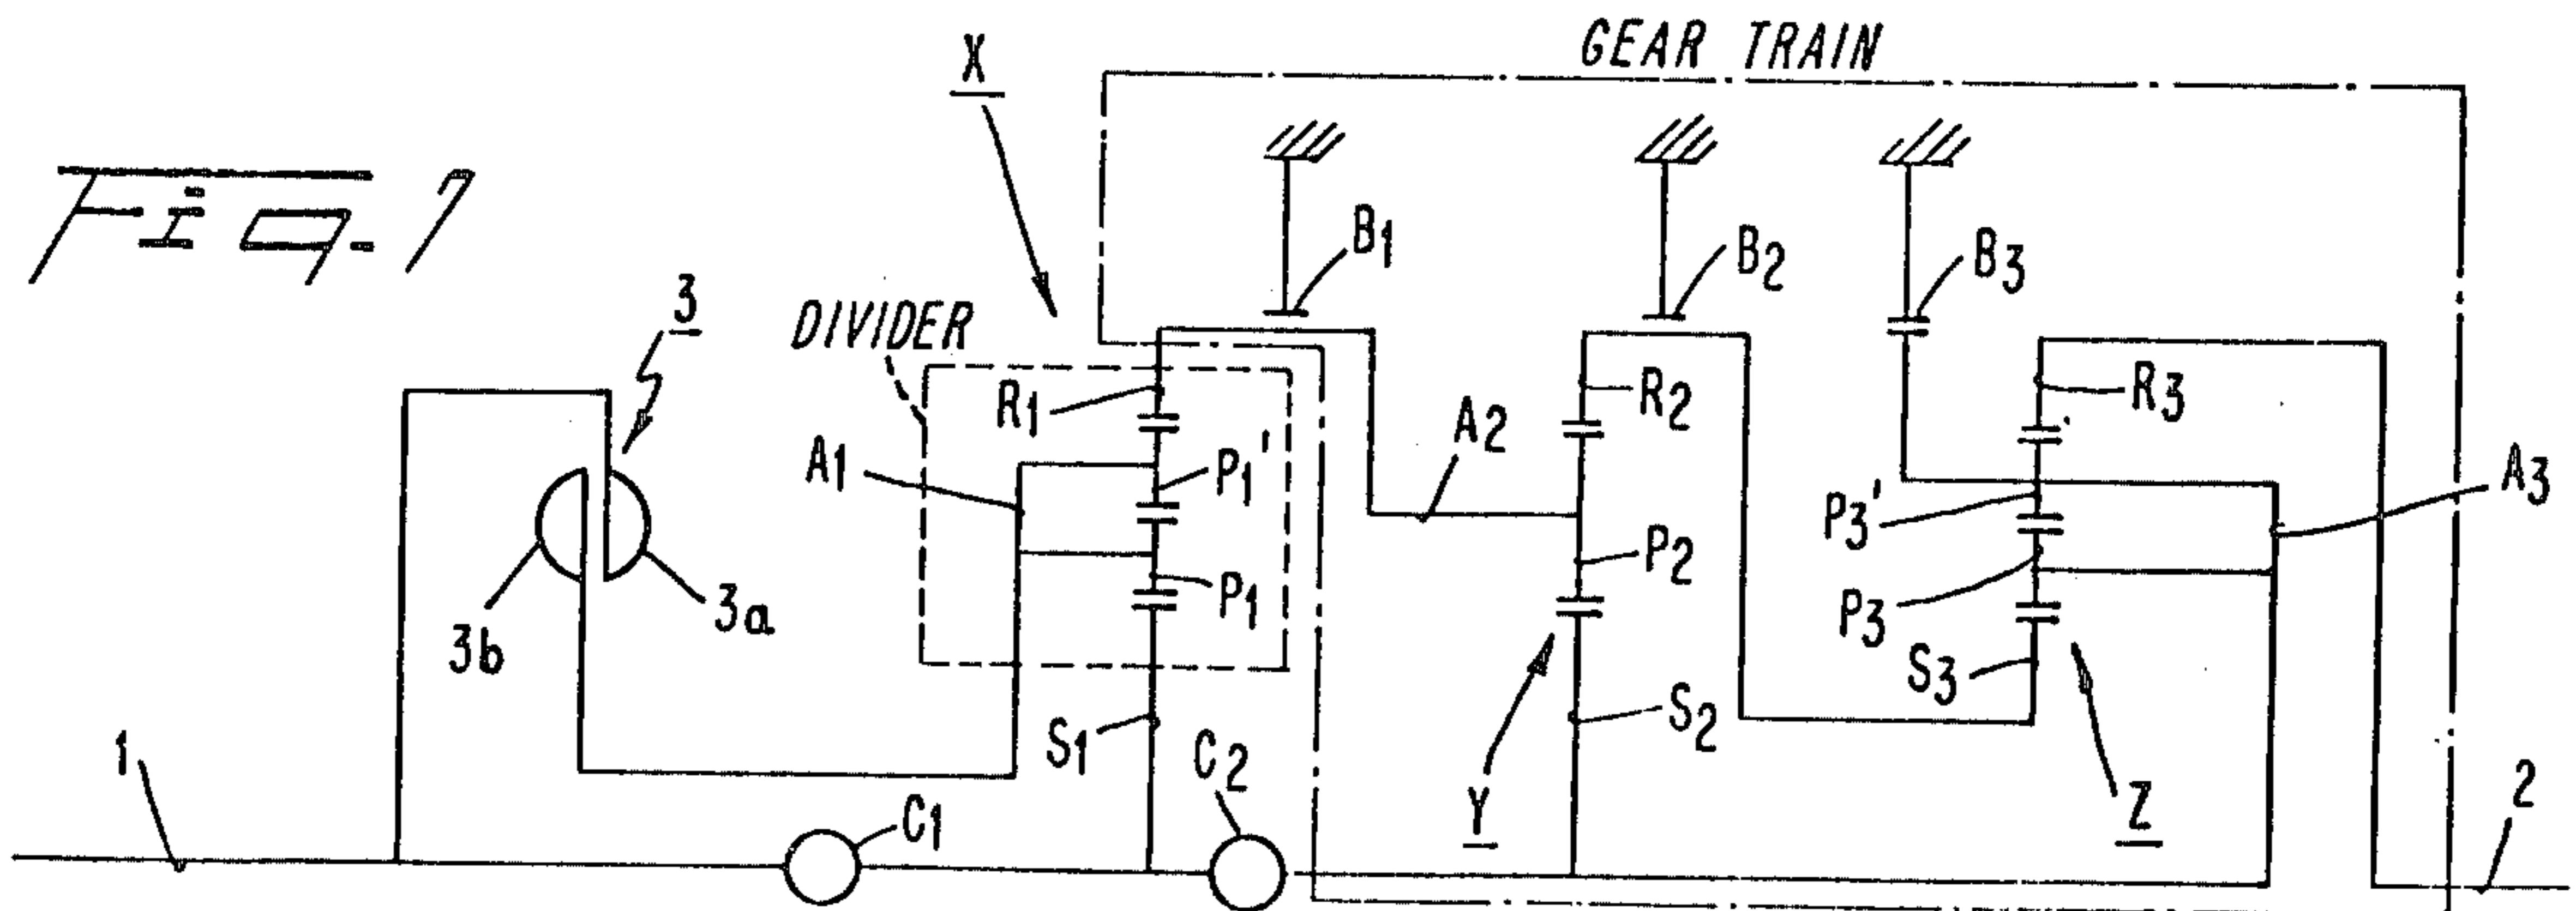 GEAR TRAIN
X
Fig. 7
B1
B2
B3
3
DIVIDER
R1
A1
P1'
P1
3b
3a
A2
R2
P2
R3
A3
P3'
P3
S3
S1
S2
C2
C1
1
Y
Z
2